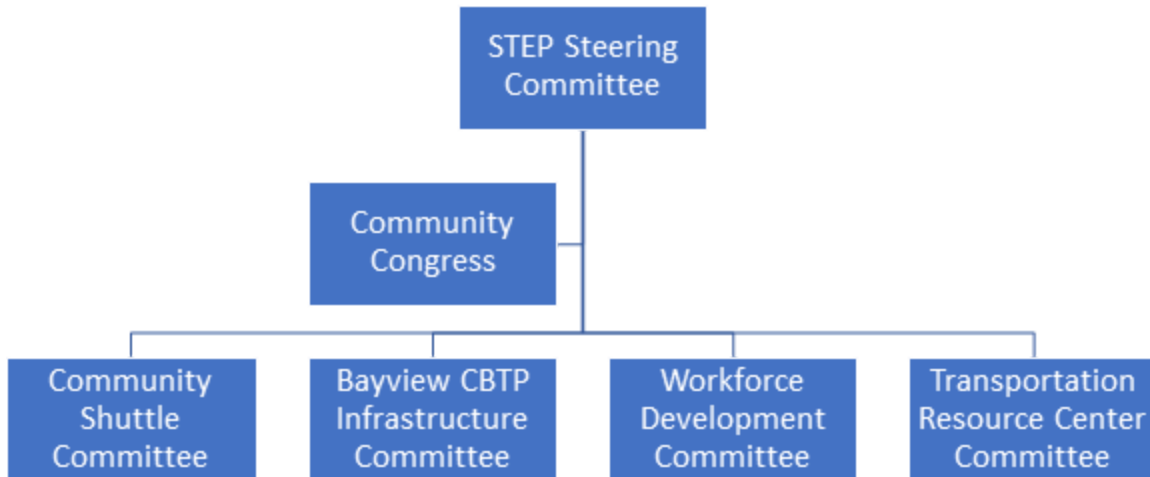 STEP Steering
Committee
Community
Congress
Community
Shuttle
Committee
Bayview CBTP
Infrastructure
Committee
Workforce
Development
Committee
Transportation
Resource Center
Committee